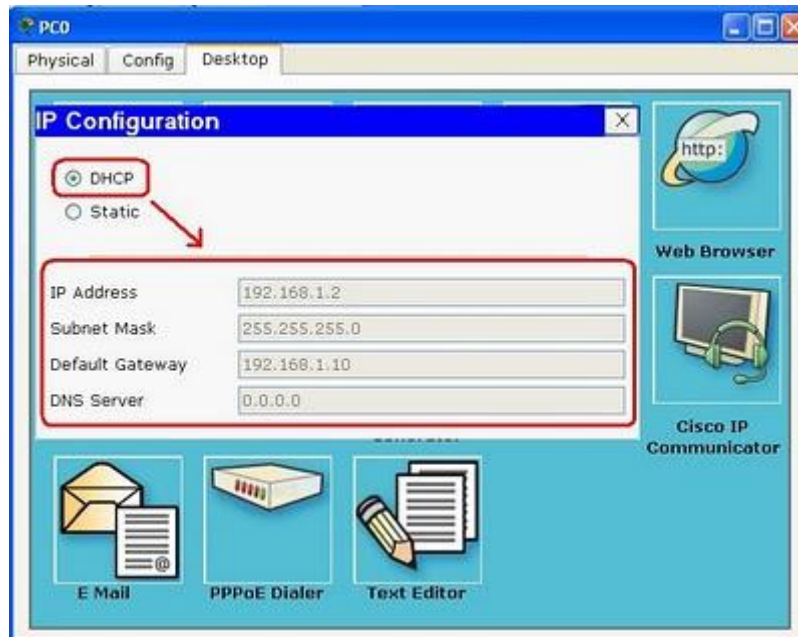 PC0
Physical Config Desktop
IP Configuration
X
DHCP
Static
IP Address 192.168.1.2
Subnet Mask 255.255.255.0
Default Gateway 192.168.1.10
DNS Server 0.0.0.0
http:
Web Browser
Cisco IP
Communicator
@
E Mail
PPPoE Dialer
Text Editor